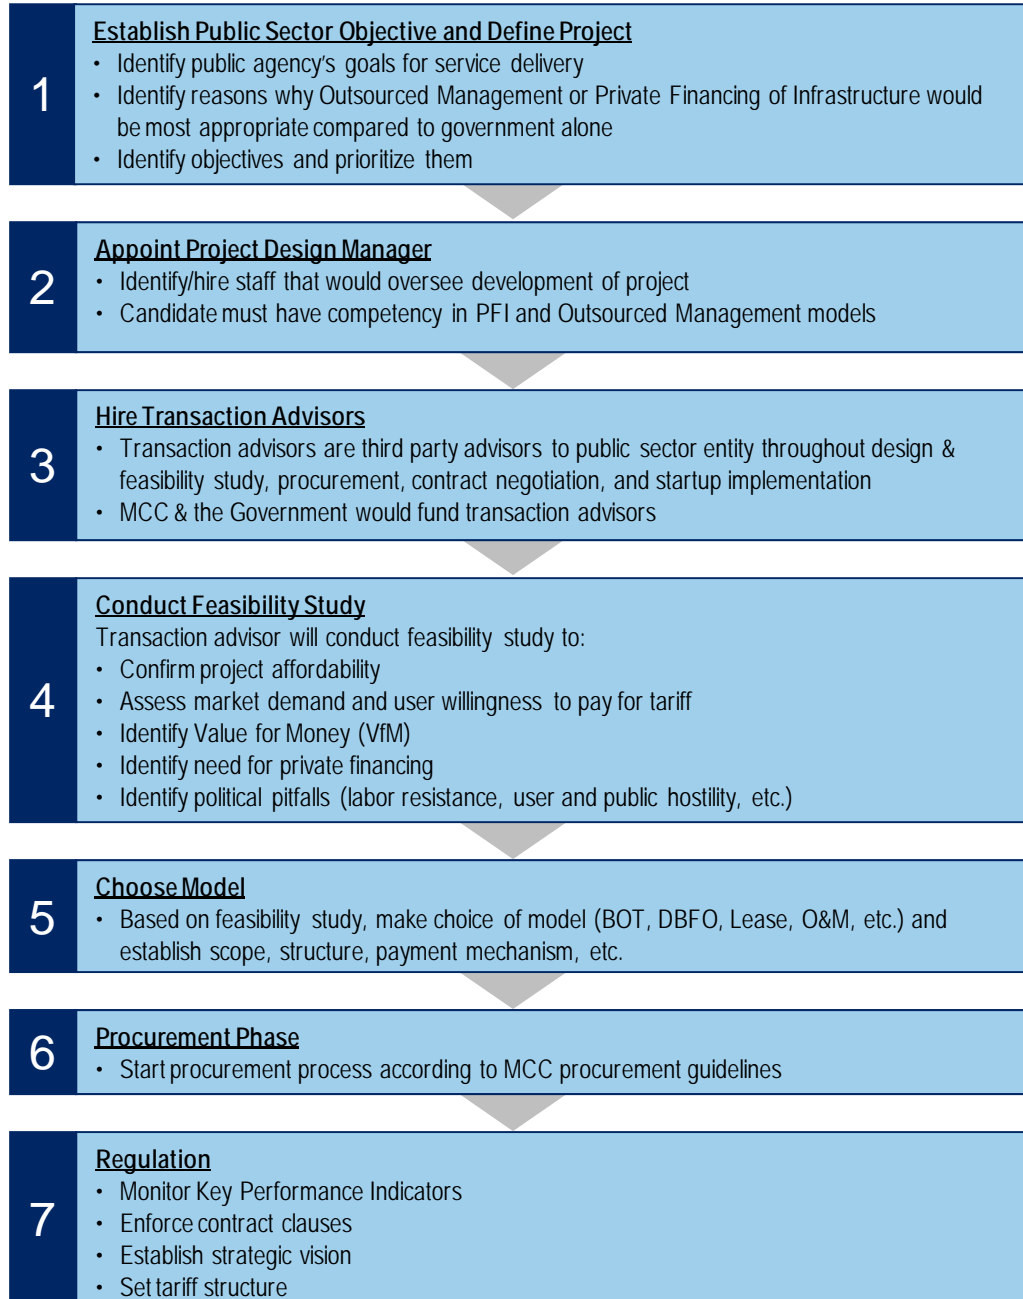 1
Establish Public Sector Objective and Define Project
• Identify public agency's goals for service delivery
• Identify reasons why Outsourced Management or Private Financing of Infrastructure would
be most appropriate compared to government alone
• Identify objectives and prioritize them
2
Appoint Project Design Manager
• Identify/hire staff that would oversee development of project
• Candidate must have competency in PFI and Outsourced Management models
3
Hire Transaction Advisors
• Transaction advisors are third party advisors to public sector entity throughout design &
feasibility study, procurement, contract negotiation, and startup implementation
• MCC & the Government would fund transaction advisors
4
Conduct Feasibility Study
Transaction advisor will conduct feasibility study to:
• Confirm project affordability
• Assess market demand and user willingness to pay for tariff
• Identify Value for Money (VfM)
• Identify need for private financing
• Identify political pitfalls (labor resistance, user and public hostility, etc.)
5
Choose Model
• Based on feasibility study, make choice of model (BOT, DBFO, Lease, O&M, etc.) and
establish scope, structure, payment mechanism, etc.
6
Procurement Phase
• Start procurement process according to MCC procurement guidelines
7
Regulation
• Monitor Key Performance Indicators
• Enforce contract clauses
• Establish strategic vision
• Set tariff structure